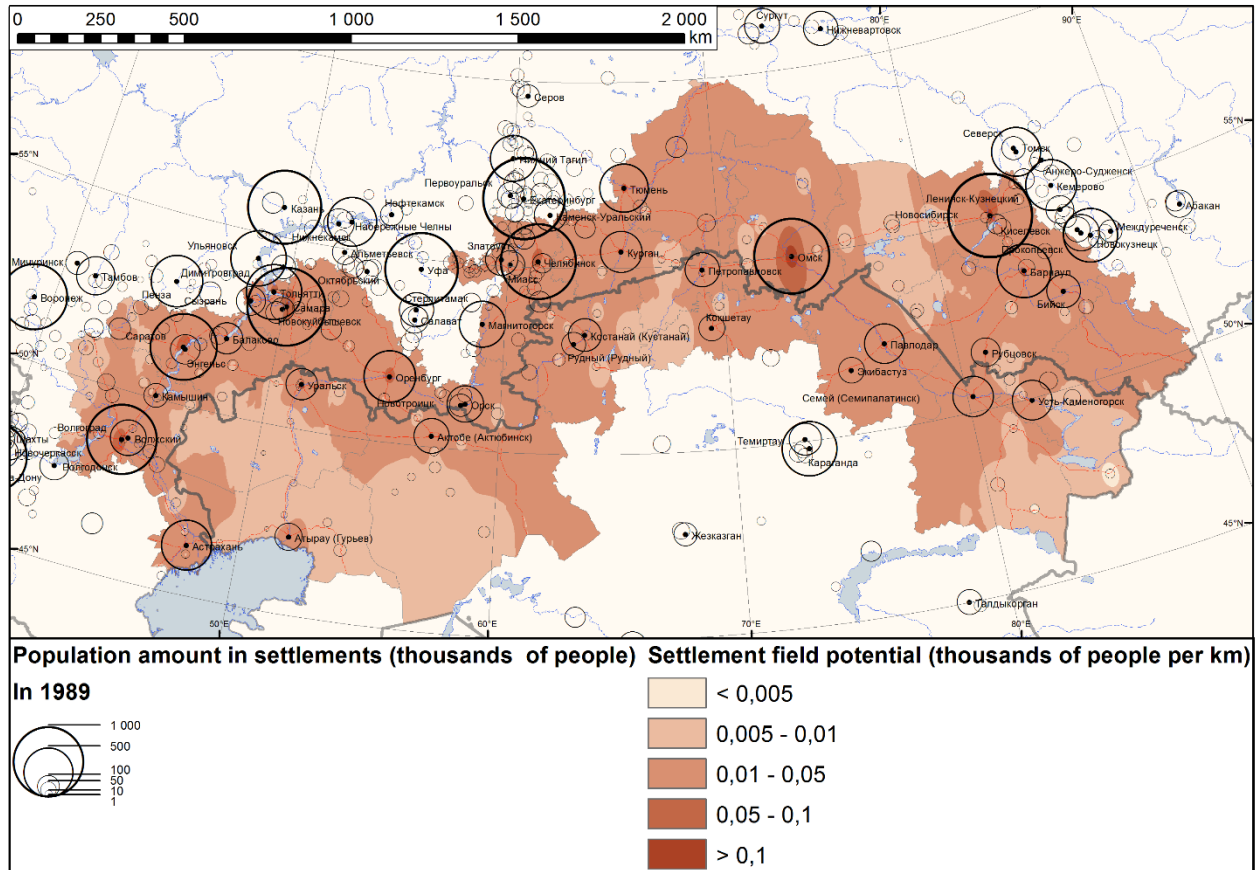 0 250 500 1 000 1 500 2 000
km
80°E
90°E
Сургут
Нижневартовск
Серов
55°N
55°N
Северск
Томск
Нижний Тагил
Анжеро-Судженск
Первоуральск
Екатеринбург
Тюмень
Кемерово
Казань
Нефтекамск
Каменск-Уральский
Ленинск-Кузнецкий
Абакан
Набережные Челны
Новосибирск
Киселевск
Междуреченск
Нижнекамск
Прокопьевск
Новокузнецк
Ульяновск
Альметьевск
Златоуст
Курган
Омск
Мичуринск
Тамбов
Димитровград
Уфа
Челябинск
Петропавловск
Барнаул
Пенза
Октябрьский
Миасс
Воронеж
Сызрань
Тольятти
Стерлитамак
Бийск
Самара
Салават
Новокуйбышевск
Магнитогорск
Кокшетау
50°N
Саратов
Балаково
Костанай (Кустанай)
Павлодар
50°N
Энгельс
Рудный (Рудный)
Рубцовск
Оренбург
Экибастуз
Камышин
Уральск
Новотроицк
Орск
Семей (Семипалатинск)
Усть-Каменогорск
Волгоград
Волжский
Актобе (Актюбинск)
Шахты
Темиртау
Новочеркасск
Волгодонск
Караганда
в-Дону
45°N
Жезказган
45°N
Астрахань
Атырау (Гурьев)
Талдыкорган
50°E
60°E
70°E
80°E
Population amount in settlements (thousands of people)
In 1989
1 000
500
100
50
10
1
Settlement field potential (thousands of people per km)
< 0,005
0,005 - 0,01
0,01 - 0,05
0,05 - 0,1
> 0,1